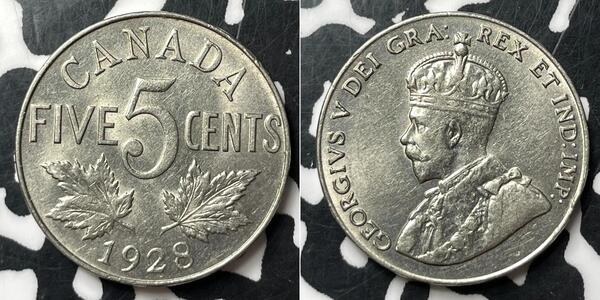 CANADA
FIVE 5 CENTS
1928
GEORGIVS V DEI GRA: REX ET IND: IMP: